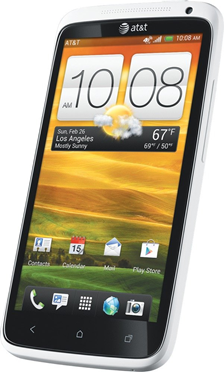 at&t
AT&T 10:08 AM
10 08
Sun, Feb 26
Los Angeles
Mostly Sunny
67°F
69°/50°
Contacts Calendar Mail Play Store